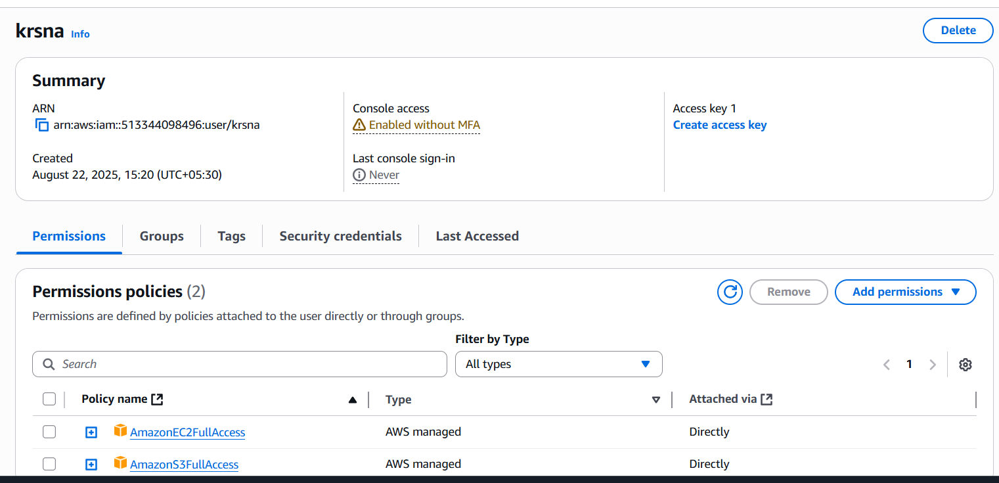 krsna Info
Delete
Summary
ARN
arn:aws:iam::513344098496:user/krsna
Created
August 22, 2025, 15:20 (UTC+05:30)
Console access
Enabled without MFA
Last console sign-in
Never
Access key 1
Create access key
Permissions Groups Tags Security credentials Last Accessed
Permissions policies (2)
Remove Add permissions
Permissions are defined by policies attached to the user directly or through groups.
Filter by Type
Search All types 1
Policy name Type Attached via
AmazonEC2FullAccess AWS managed Directly
AmazonS3FullAccess AWS managed Directly